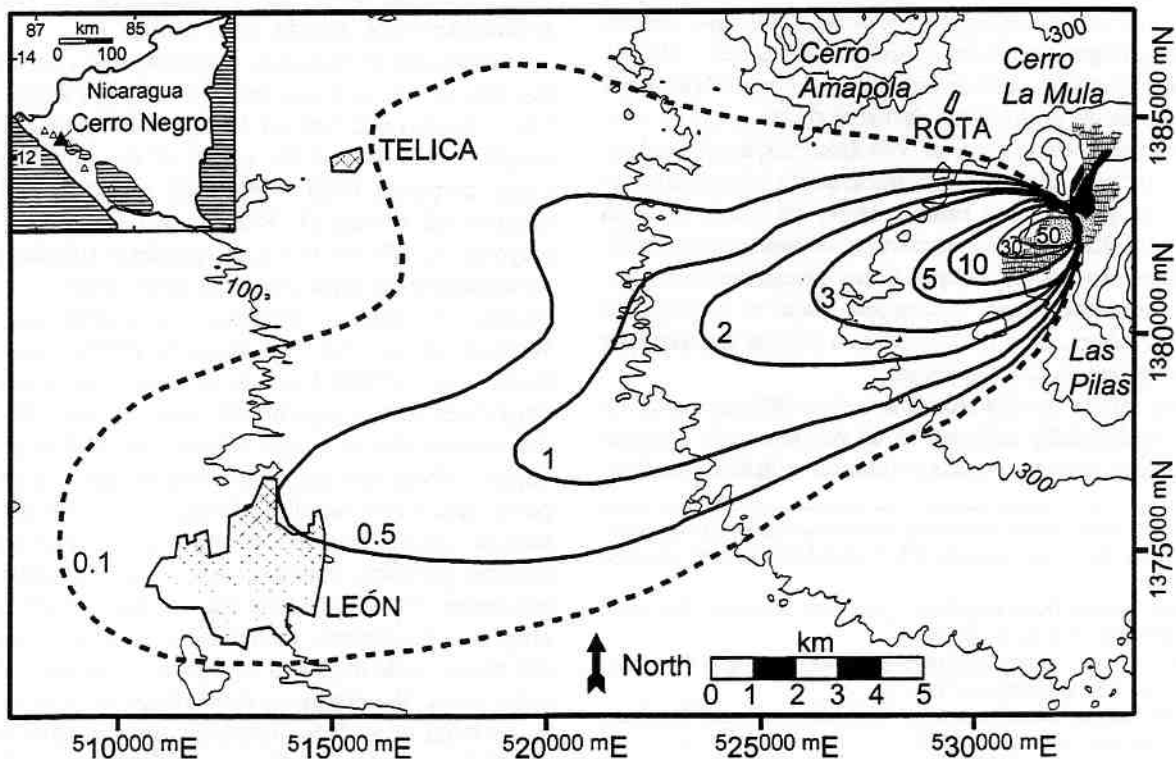 87 km 85
0 100
14
Nicaragua
Cerro Negro
12
TELICA
Cerro
Amapola
300
Cerro
La Mula
ROTA
50
30
10
5
3
2
1
0.5
0.1
100
LEÓN
Las
Pilas
300
North
km
0 1 2 3 4 5
510000 mE
515000 mE
520000 mE
525000 mE
530000 mE
1385000 mN
1380000 mN
1375000 mN